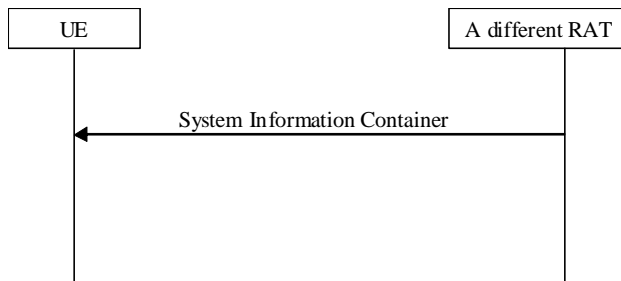 UE
A different RAT
System Information Container